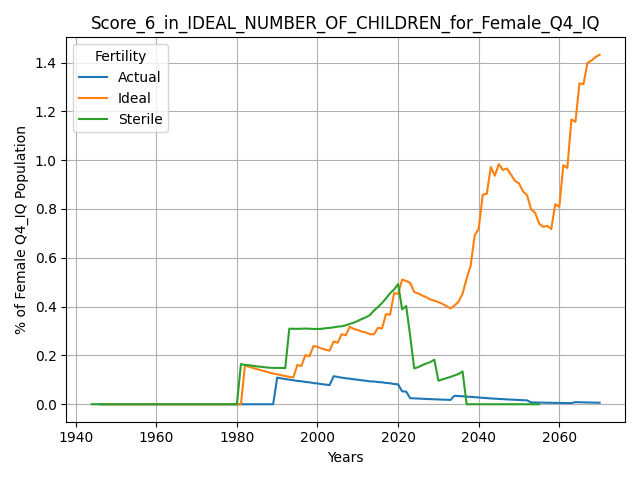 Score_6_in_IDEAL_NUMBER_OF_CHILDREN_for_Female_Q4_IQ
Fertility
Actual
Ideal
Sterile
% of Female Q4_IQ Population
1.4
1.2
1.0
0.8
0.6
0.4
0.2
0.0
1940 1960 1980 2000 2020 2040 2060
Years